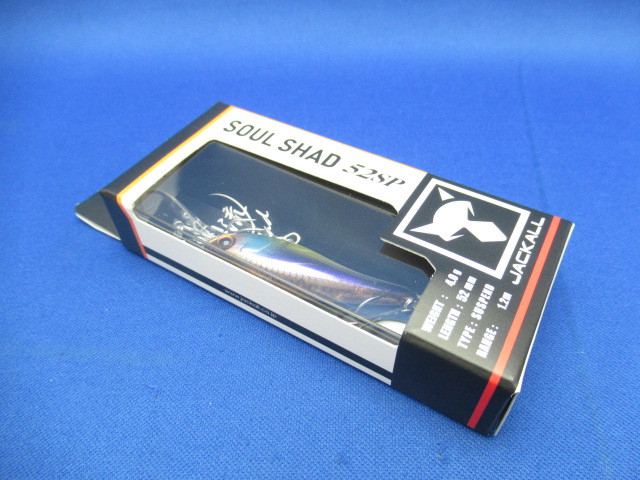 SOUL SHAD 52SP
JACKALL
WEIGHT : 4.0g
LENGTH : 52mm
TYPE : SUSPEND
RANGE : 1.2m